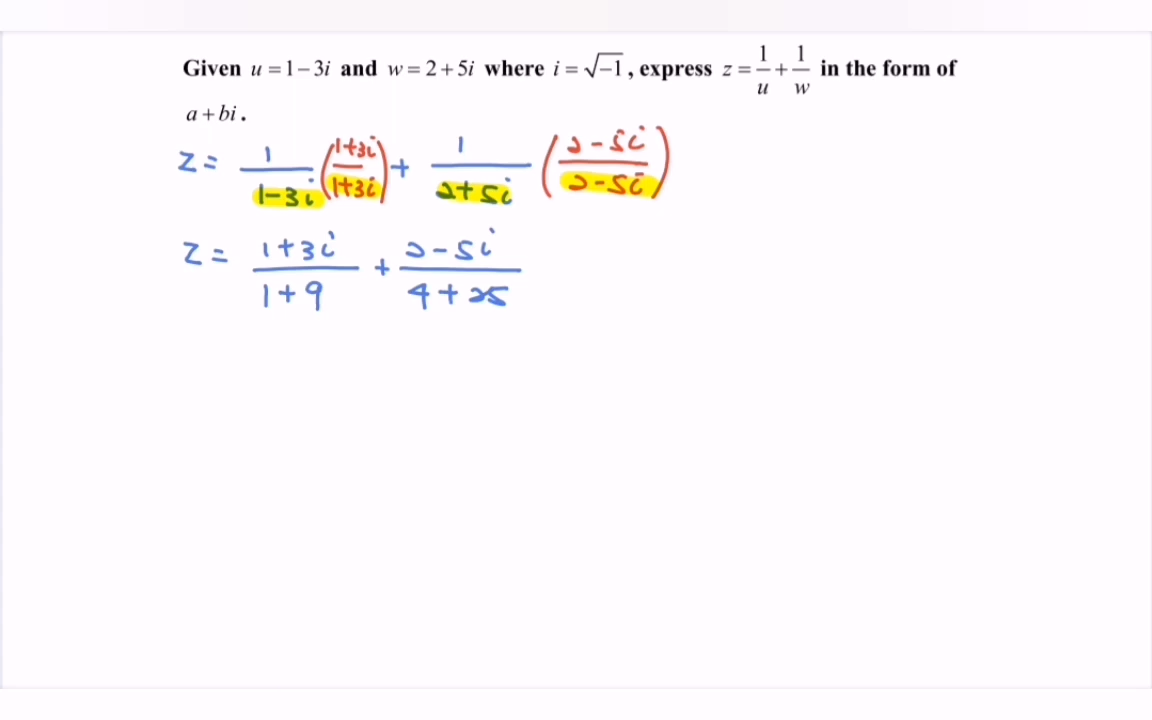 Given u = 1 − 3i and w = 2 + 5i where i = √−1, express z = 1/u + 1/w in the form of
a + bi.
z = 1/(1-3i) ((1+3i)/(1+3i)) + 1/(2+5i) ((2-5i)/(2-5i))
z = (1+3i)/(1+9) + (2-5i)/(4+25)